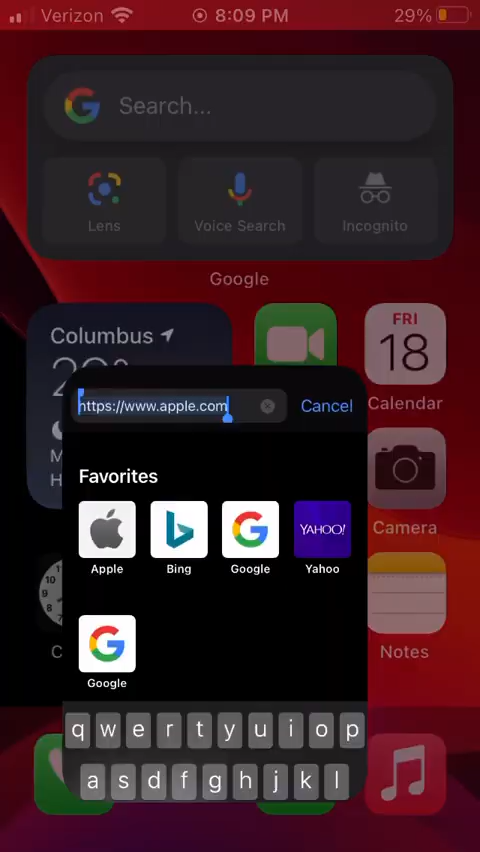 Verizon 8:09 PM 29%
Search...
Lens Voice Search Incognito
Google
Columbus
FRI
18
Calendar
https://www.apple.com Cancel
M
H
Favorites
Camera
YAHOO!
Apple Bing Google Yahoo
C
Notes
Google
q w e r t y u i o p
a s d f g h j k l